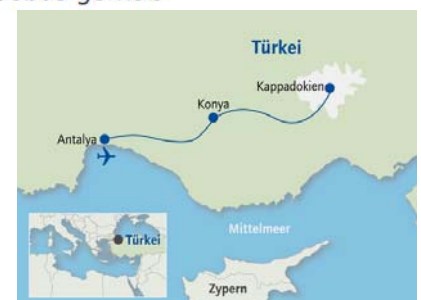 Türkei
Kappadokien
Konya
Antalya
Mittelmeer
Türkei
Zypern